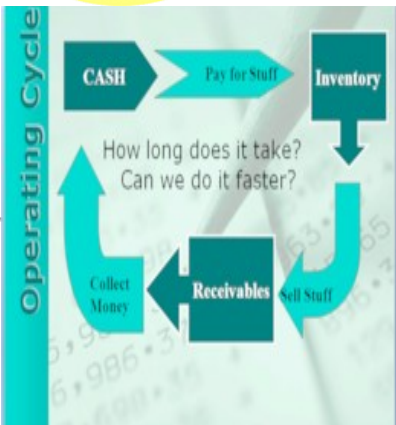 Operating Cycle
CASH
Pay for Stuff
Inventory
How long does it take?
Can we do it faster?
Collect
Money
Receivables
Sell Stuff